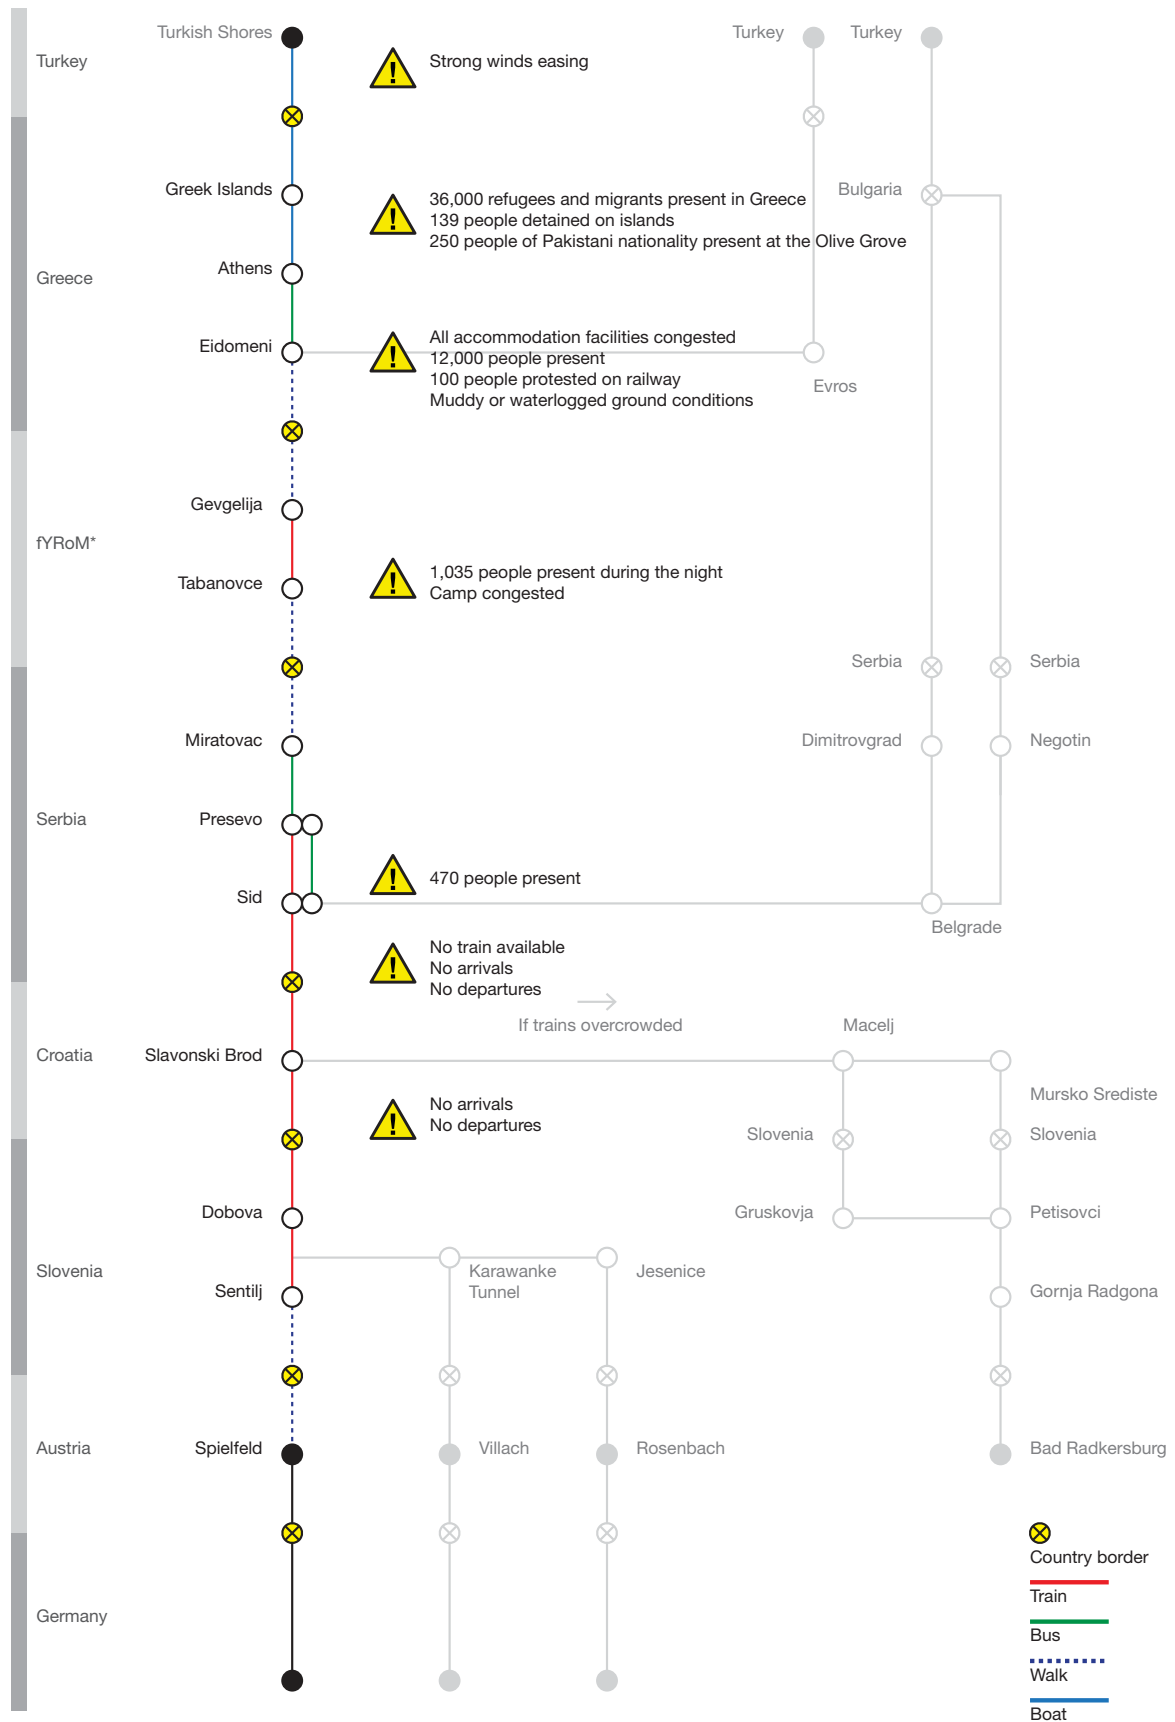 Turkish Shores
Turkey
Turkey
Turkey
Strong winds easing
Greek Islands
Bulgaria
36,000 refugees and migrants present in Greece
139 people detained on islands
250 people of Pakistani nationality present at the Olive Grove
Athens
Greece
Eidomeni
All accommodation facilities congested
12,000 people present
100 people protested on railway
Muddy or waterlogged ground conditions
Evros
Gevgelija
fYRoM*
Tabanovce
1,035 people present during the night
Camp congested
Serbia
Serbia
Miratovac
Dimitrovgrad
Negotin
Serbia
Presevo
Sid
470 people present
Belgrade
No train available
No arrivals
No departures
If trains overcrowded
Macelj
Croatia
Slavonski Brod
Mursko Srediste
No arrivals
No departures
Slovenia
Slovenia
Dobova
Gruskovja
Petisovci
Slovenia
Karawanke
Tunnel
Jesenice
Sentilj
Gornja Radgona
Austria
Spielfeld
Villach
Rosenbach
Bad Radkersburg
Country border
Train
Germany
Bus
Walk
Boat